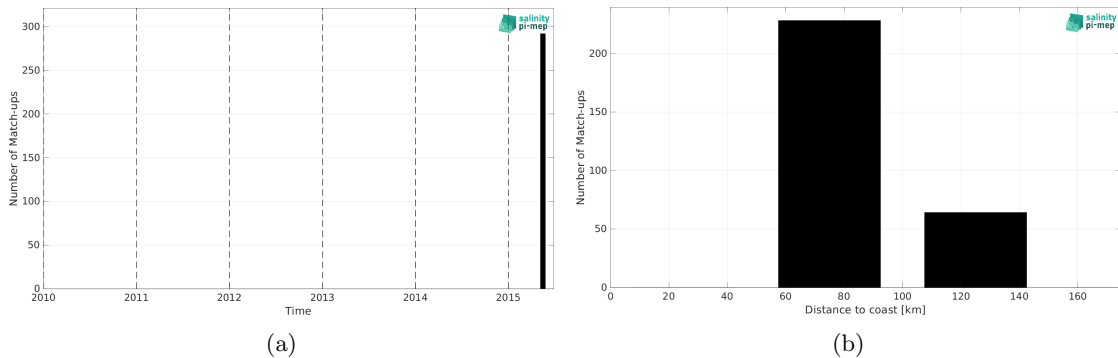 salinity
pi-mep
300
250
200
150
100
50
0
Number of Match-ups
2010
2011
2012
2013
2014
2015
Time
(a)
salinity
pi-mep
200
150
100
50
0
Number of Match-ups
0
20
40
60
80
100
120
140
160
Distance to coast [km]
(b)